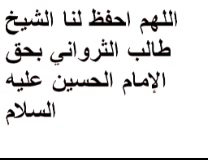 اللهم احفظ لنا الشيخ
طالب الثرواني بحق
الإمام الحسين عليه
السلام